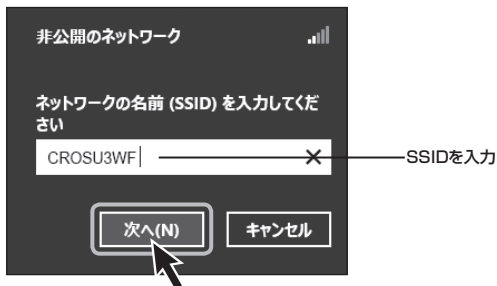 非公開のネットワーク
ネットワークの名前 (SSID) を入力してくだ
さい
CROSU3WF
SSIDを入力
次へ(N)
キャンセル